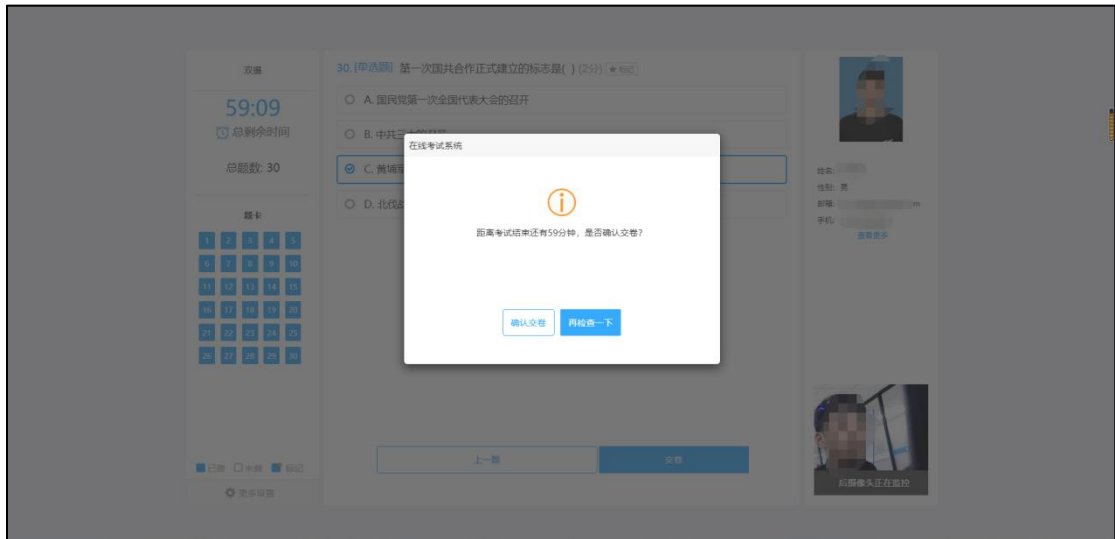 双摄
59:09
总剩余时间
总题数: 30
题卡
1 2 3 4 5
6 7 8 9 10
11 12 13 14 15
16 17 18 19 20
21 22 23 24 25
26 27 28 29 30
已做 未做 标记
更多设置
30. [单选题] 第一次国共合作正式建立的标志是( ) (2分) ★ 标记
A. 国民党第一次全国代表大会的召开
B. 中共三大的召开
C. 黄埔军
D. 北伐战
在线考试系统
距离考试结束还有59分钟，是否确认交卷?
确认交卷 再检查一下
上一题 交卷
姓名:
性别: 男
邮箱: m
手机:
查看更多
后摄像头正在监控